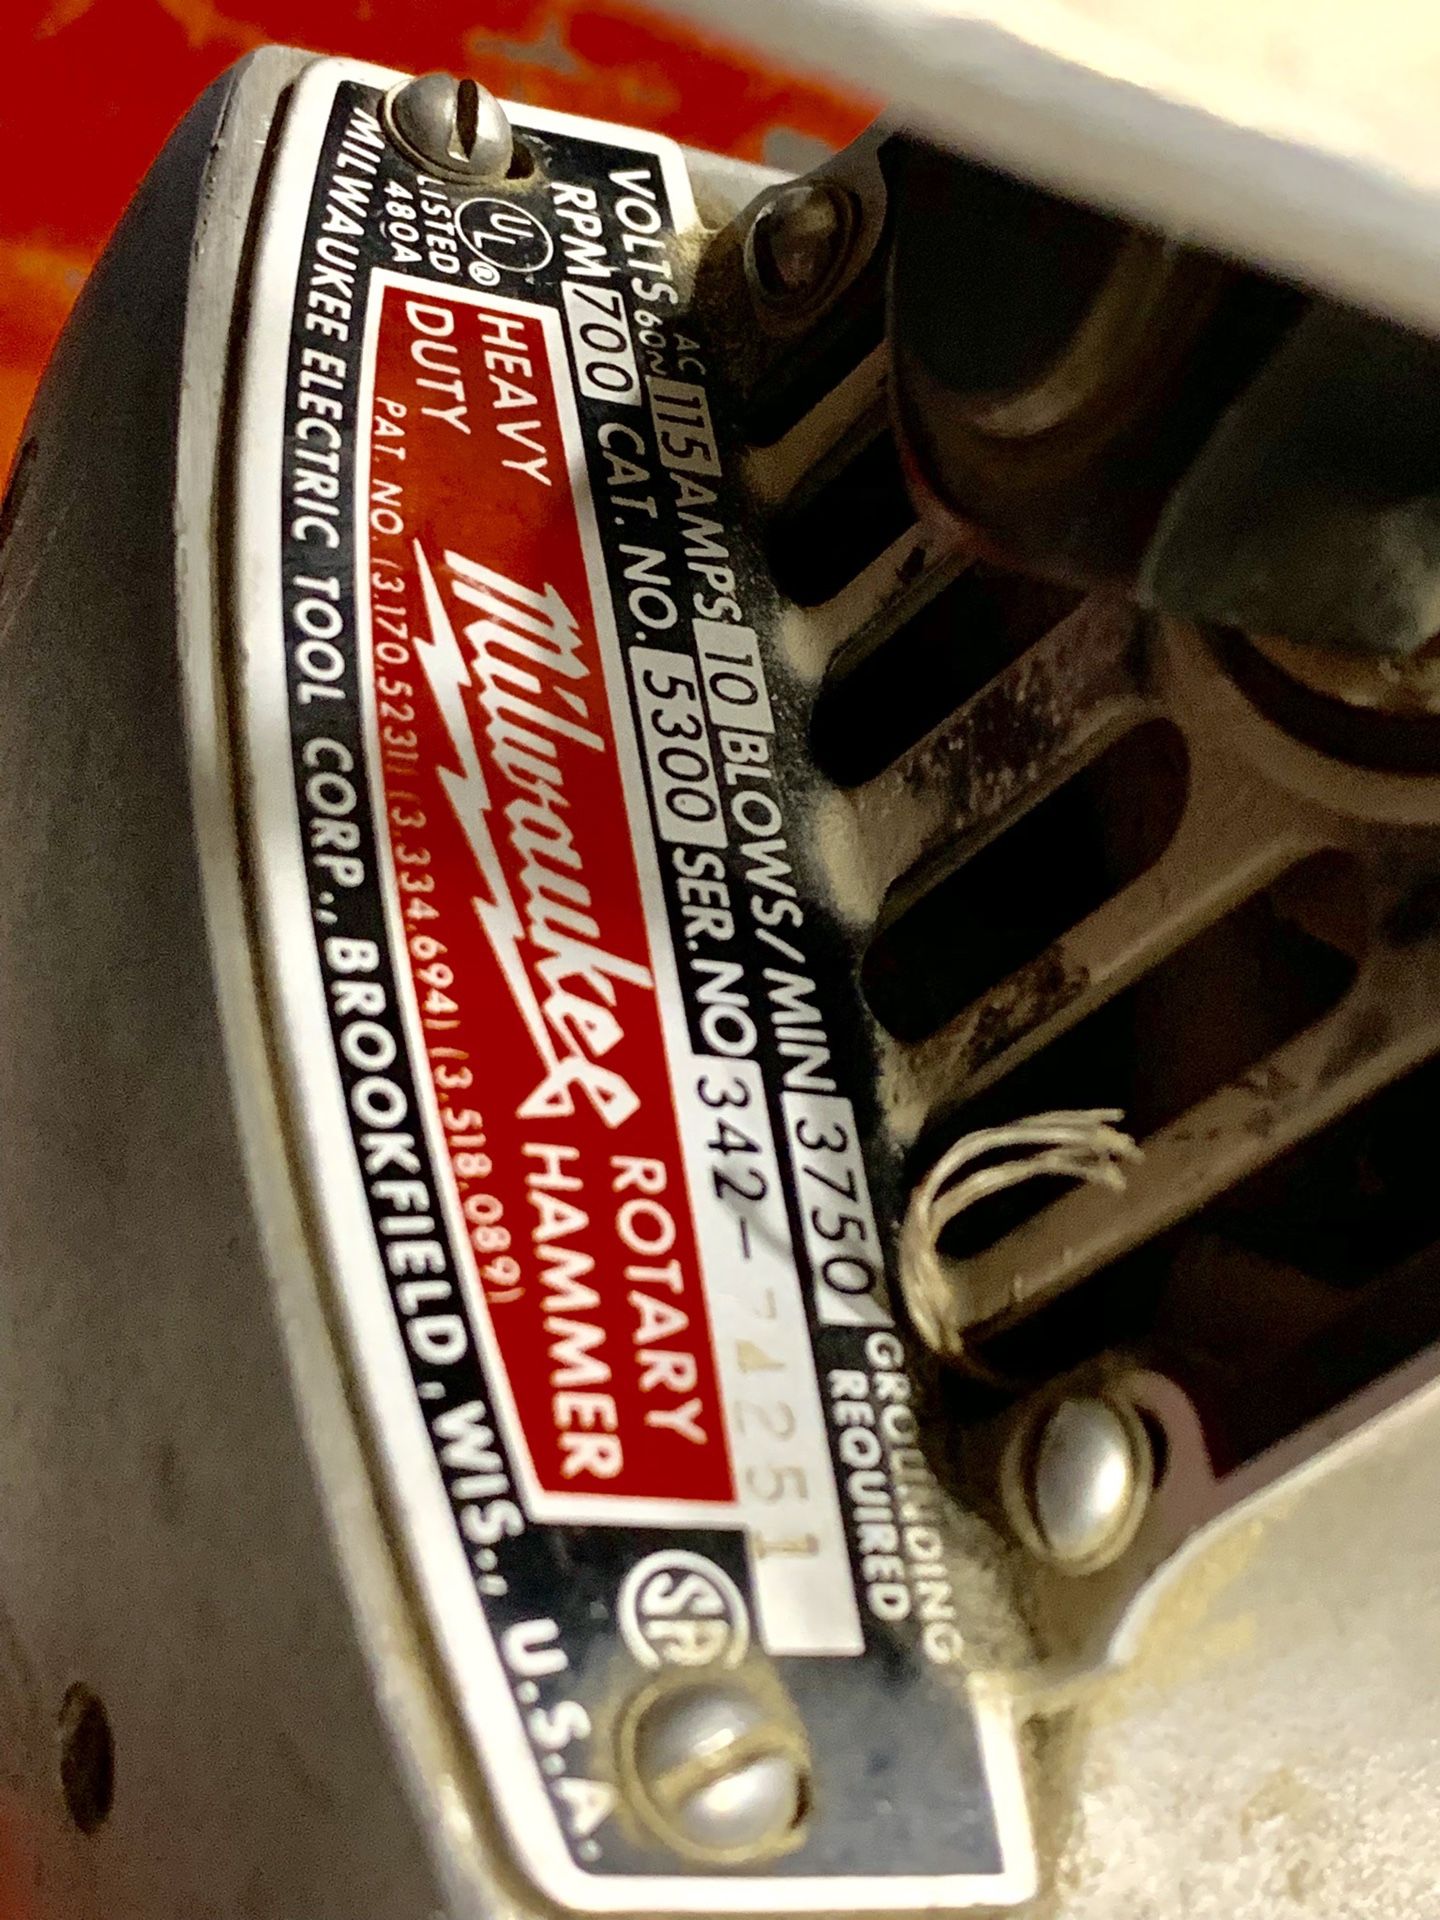 VOLTS AC 60~ 115 AMPS 10 BLOWS/MIN 3750 GROUNDING REQUIRED
RPM 700 CAT. NO. 5300 SER. NO 342-74251
UL ®
LISTED
480A
HEAVY
DUTY
Milwaukee
ROTARY
HAMMER
PAT. NO. (3,170,523) (3,334,694) (3,518,089)
SA
MILWAUKEE ELECTRIC TOOL CORP., BROOKFIELD, WIS., U.S.A.